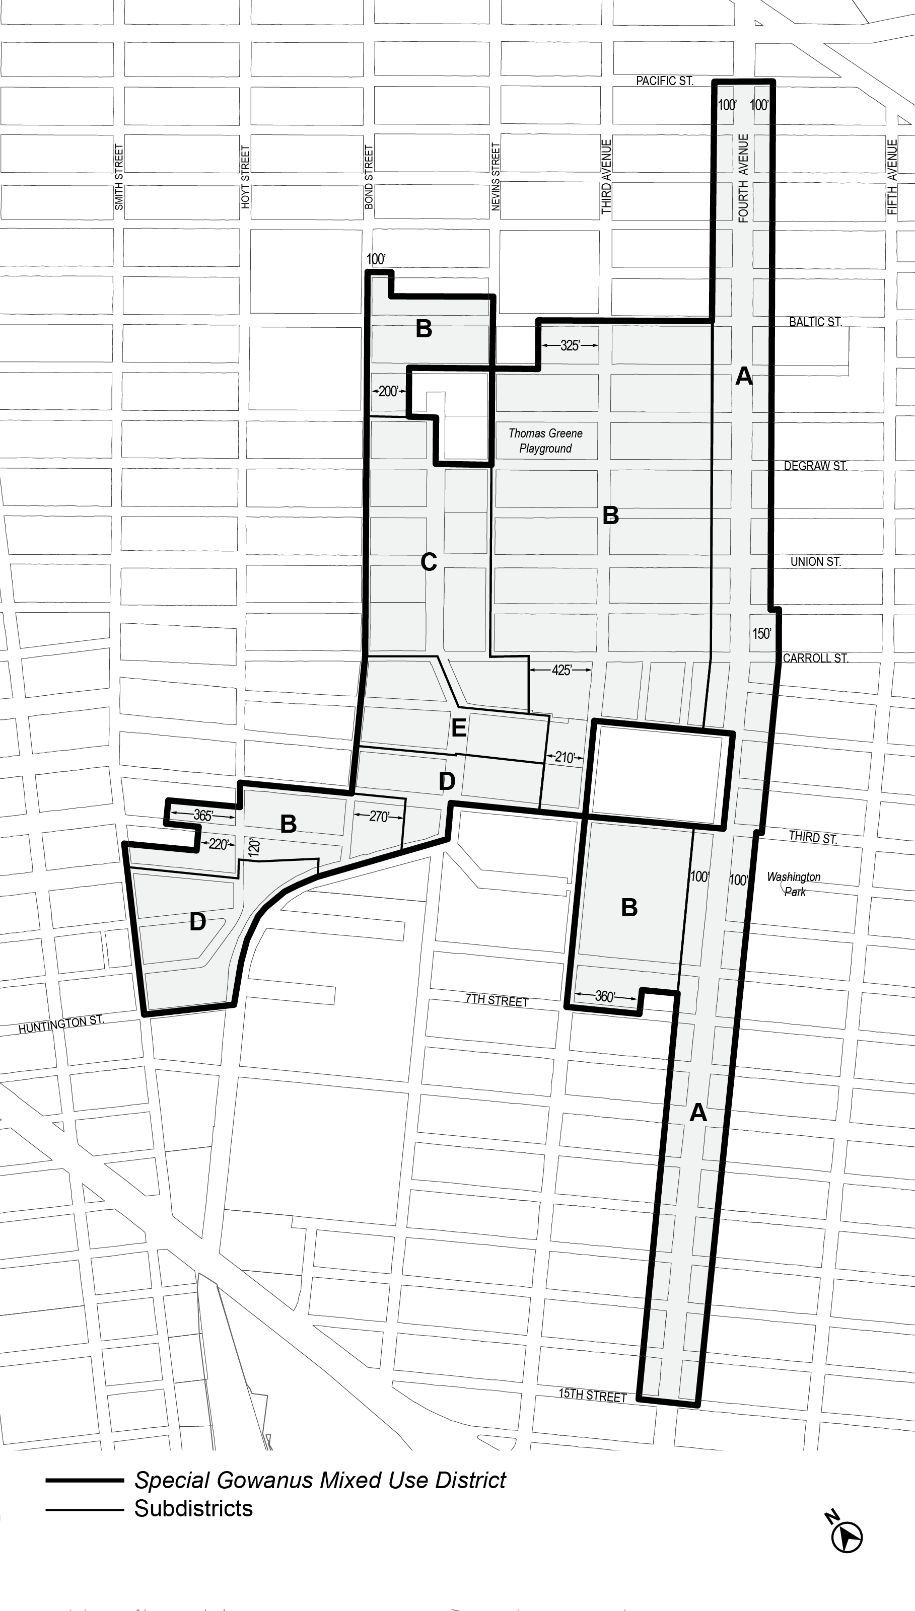 PACIFIC ST.
100'
100'
SMITH STREET
HOYT STREET
BOND STREET
NEVINS STREET
THIRD AVENUE
FOURTH AVENUE
FIFTH AVENUE
100'
BALTIC ST.
B
325'
A
200'
Thomas Greene
Playground
DEGRAW ST.
B
C
UNION ST.
150'
CARROLL ST.
425'
E
210'
D
365'
B
270'
220'
120'
THIRD ST.
100'
100'
Washington
Park
B
D
360'
7TH STREET
HUNTINGTON ST.
A
15TH STREET
Special Gowanus Mixed Use District
Subdistricts
N